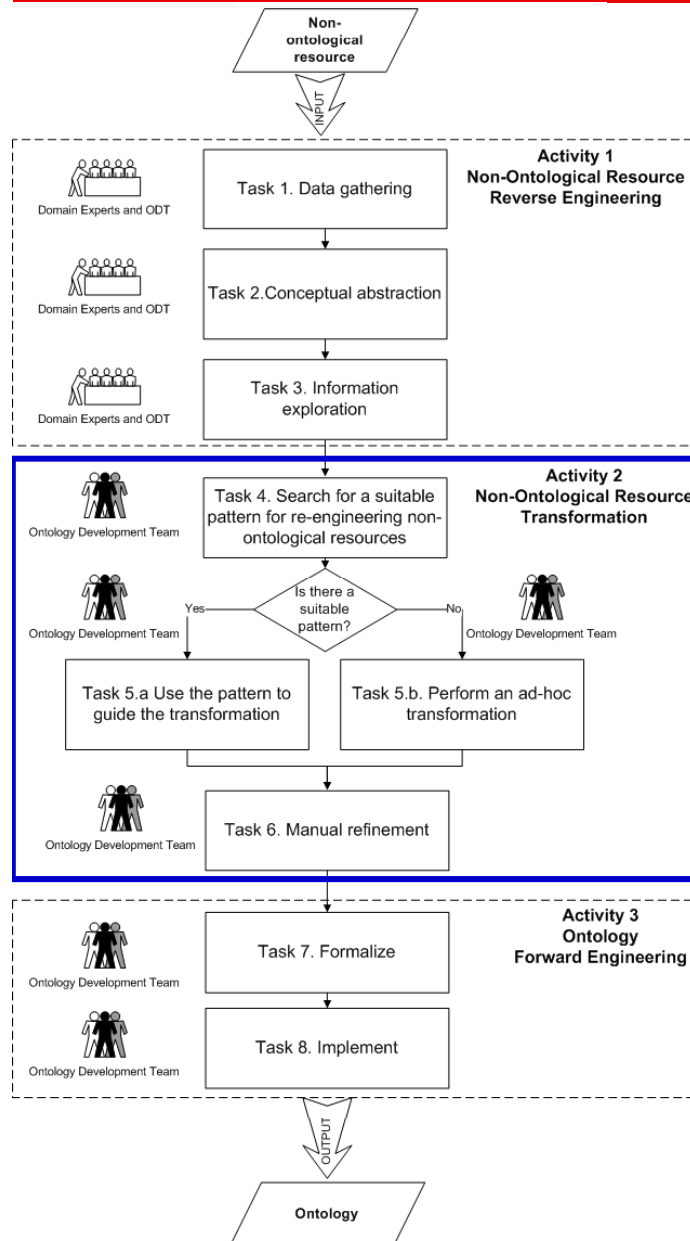 Non-
ontological
resource
INPUT
Activity 1
Non-Ontological Resource
Reverse Engineering
Task 1. Data gathering
Domain Experts and ODT
Task 2.Conceptual abstraction
Domain Experts and ODT
Task 3. Information
exploration
Domain Experts and ODT
Activity 2
Non-Ontological Resource
Transformation
Task 4. Search for a suitable
pattern for re-engineering non-
ontological resources
Ontology Development Team
Is there a
suitable
pattern?
Yes
No
Ontology Development Team
Ontology Development Team
Task 5.a Use the pattern to
guide the transformation
Task 5.b. Perform an ad-hoc
transformation
Task 6. Manual refinement
Ontology Development Team
Activity 3
Ontology
Forward Engineering
Task 7. Formalize
Ontology Development Team
Task 8. Implement
Ontology Development Team
OUTPUT
Ontology